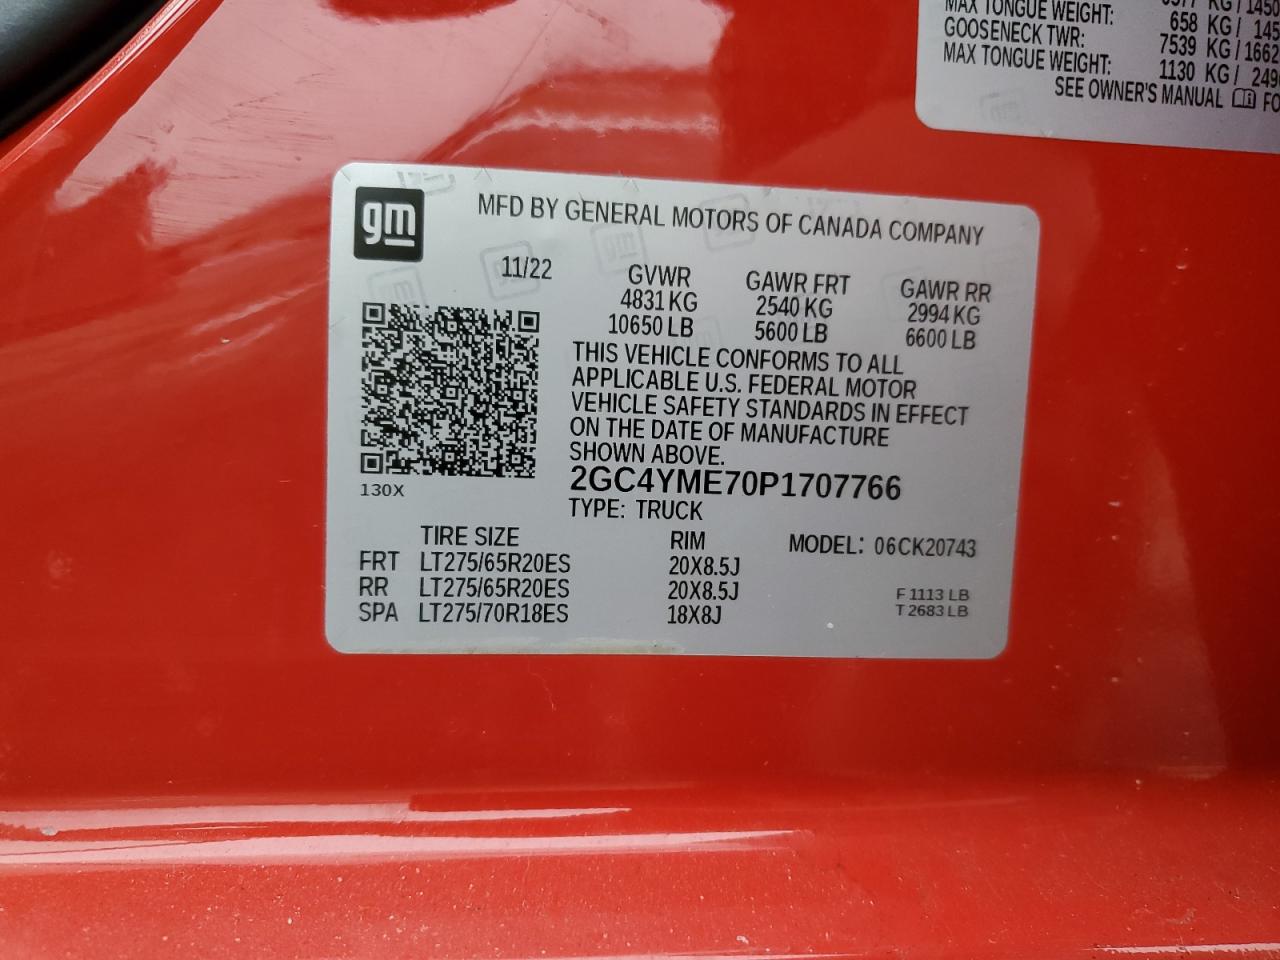 MAX TONGUE WEIGHT: 658 KG/ 145
GOOSENECK TWR: 7539 KG/1662
MAX TONGUE WEIGHT: 1130 KG/ 249
SEE OWNER'S MANUAL FO
gm
MFD BY GENERAL MOTORS OF CANADA COMPANY
11/22
GVWR GAWR FRT GAWR RR
4831 KG 2540 KG 2994 KG
10650 LB 5600 LB 6600 LB
THIS VEHICLE CONFORMS TO ALL
APPLICABLE U.S. FEDERAL MOTOR
VEHICLE SAFETY STANDARDS IN EFFECT
ON THE DATE OF MANUFACTURE
SHOWN ABOVE.
130X
2GC4YME70P1707766
TYPE: TRUCK
TIRE SIZE RIM MODEL: 06CK20743
FRT LT275/65R20ES 20X8.5J
RR LT275/65R20ES 20X8.5J F 1113 LB
SPA LT275/70R18ES 18X8J T 2683 LB